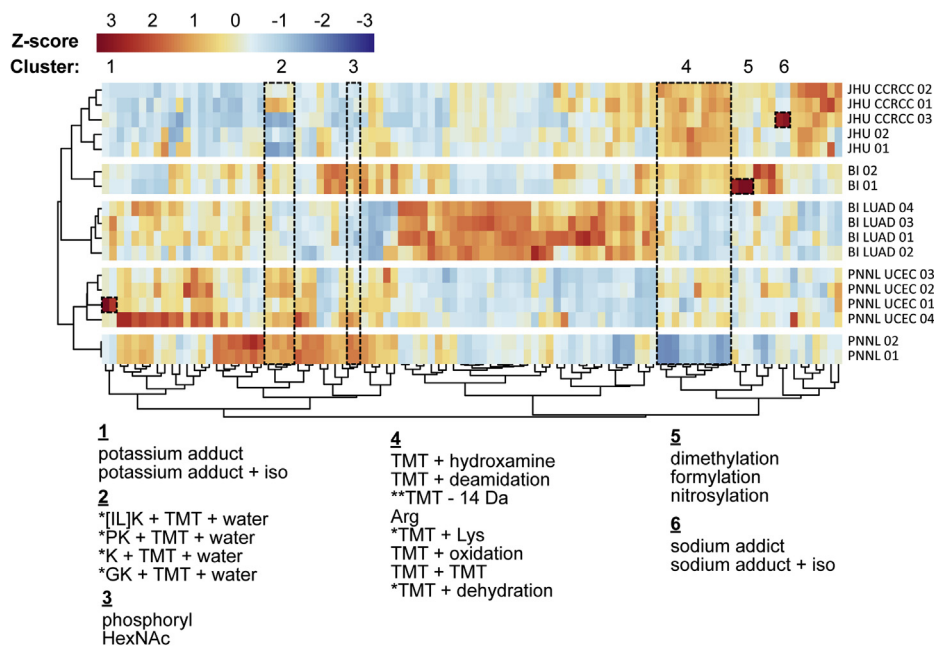 3 2 1 0 -1 -2 -3
Z-score
Cluster: 1 2 3 4 5 6
JHU CCRCC 02
JHU CCRCC 01
JHU CCRCC 03
JHU 02
JHU 01
BI 02
BI 01
BI LUAD 04
BI LUAD 03
BI LUAD 01
BI LUAD 02
PNNL UCEC 03
PNNL UCEC 02
PNNL UCEC 01
PNNL UCEC 04
PNNL 02
PNNL 01
1
potassium adduct
potassium adduct + iso
2
*[IL]K + TMT + water
*PK + TMT + water
*K + TMT + water
*GK + TMT + water
3
phosphoryl
HexNAc
4
TMT + hydroxamine
TMT + deamidation
**TMT - 14 Da
Arg
*TMT + Lys
TMT + oxidation
TMT + TMT
*TMT + dehydration
5
dimethylation
formylation
nitrosylation
6
sodium addict
sodium adduct + iso